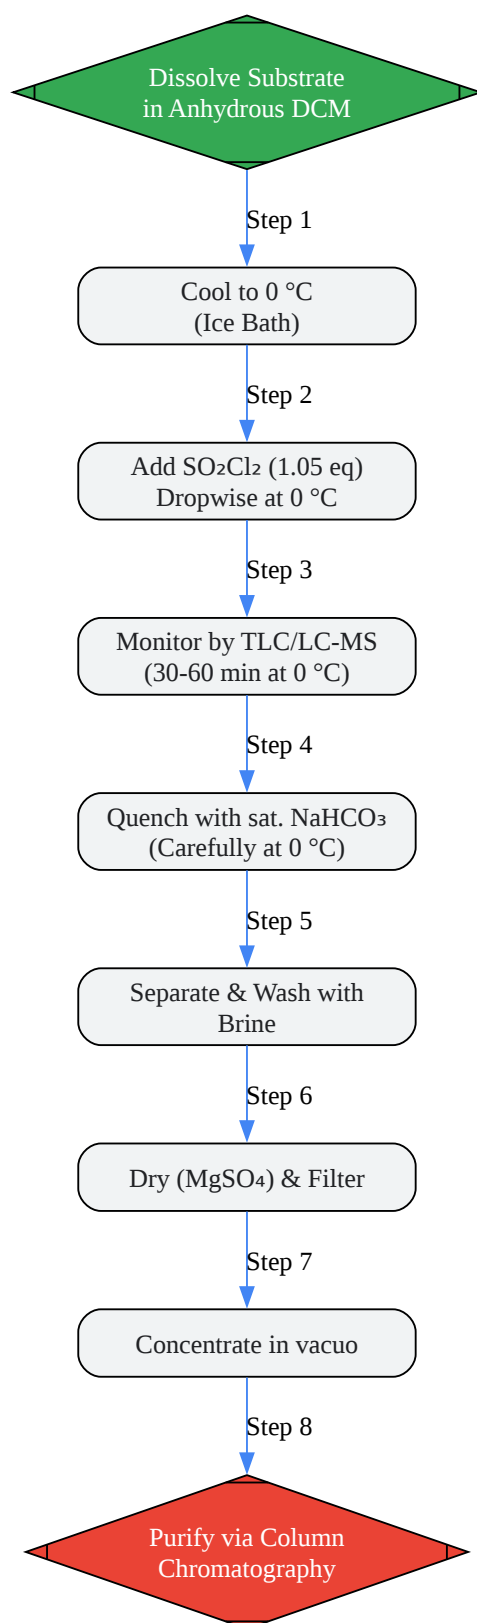 Dissolve Substrate
in Anhydrous DCM
Step 1
Cool to 0 °C
(Ice Bath)
Step 2
Add SO₂Cl₂ (1.05 eq)
Dropwise at 0 °C
Step 3
Monitor by TLC/LC-MS
(30-60 min at 0 °C)
Step 4
Quench with sat. NaHCO₃
(Carefully at 0 °C)
Step 5
Separate & Wash with
Brine
Step 6
Dry (MgSO₄) & Filter
Step 7
Concentrate in vacuo
Step 8
Purify via Column
Chromatography